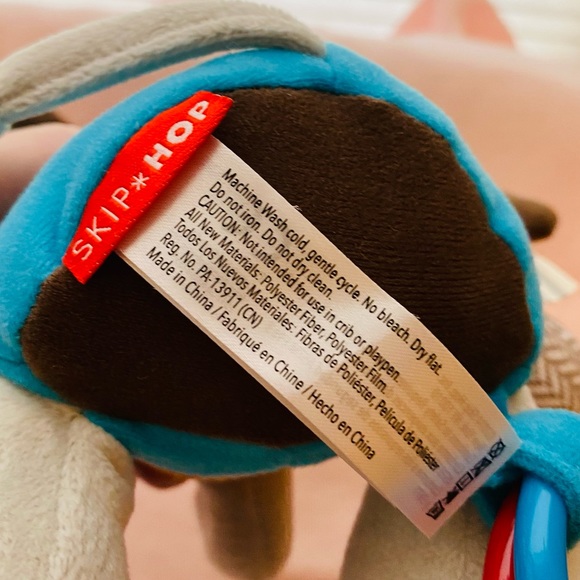 SKIP*HOP
Machine Wash cold, gentle cycle. No bleach. Dry flat.
Do not iron. Do not dry clean.
CAUTION: Not intended for use in crib or playpen.
All New Materials: Polyester Fiber, Polyester Film.
Todos Los Nuevos Materiales: Fibras de Poliéster, Película de Poliéster
Reg. No. PA-13911 (CN)
Made in China / Fabriqué en Chine / Hecho en China